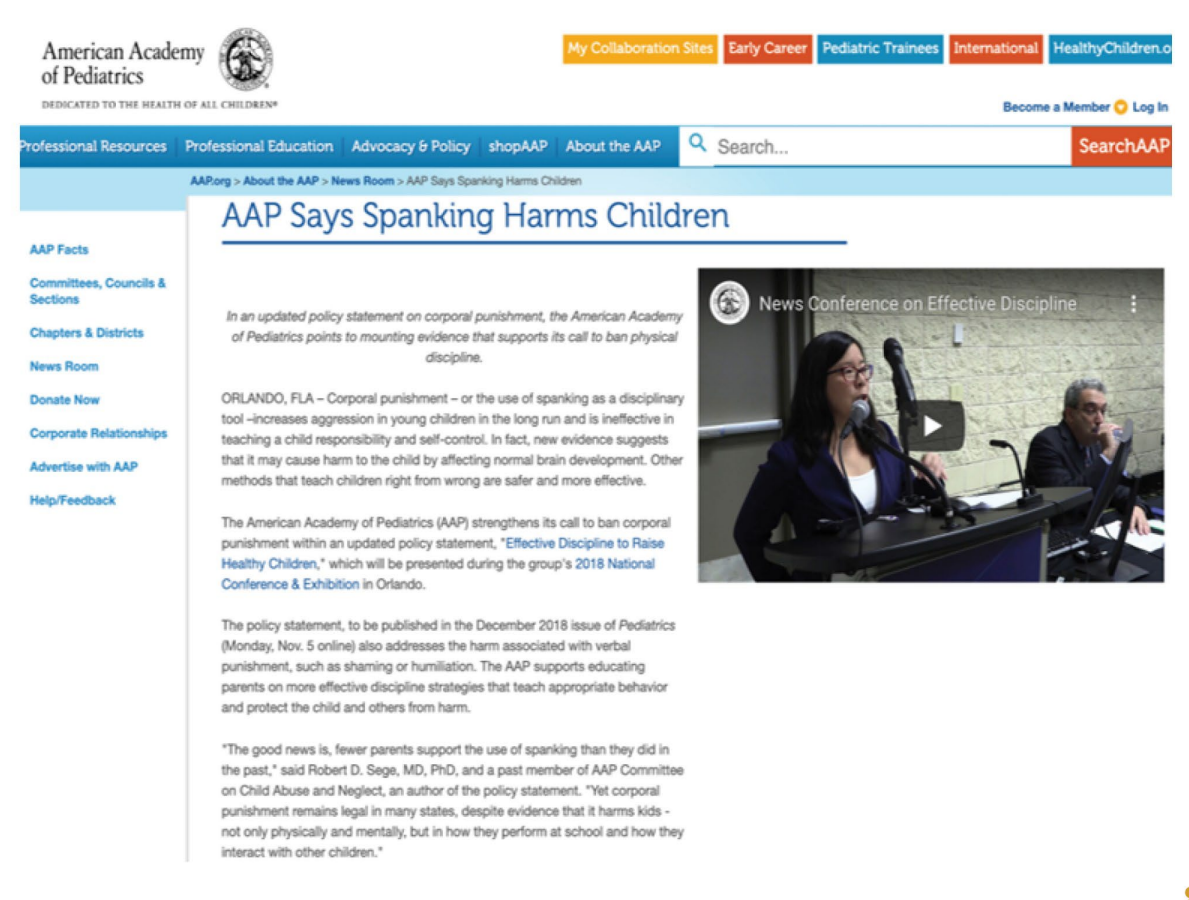 American Academy
of Pediatrics
DEDICATED TO THE HEALTH OF ALL CHILDREN®
My Collaboration Sites Early Career Pediatric Trainees International HealthyChildren.o
Become a Member Log In
Professional Resources Professional Education Advocacy & Policy shopAAP About the AAP Search... SearchAAP
AAP.org > About the AAP > News Room > AAP Says Spanking Harms Children
AAP Says Spanking Harms Children
AAP Facts
Committees, Councils &
Sections
Chapters & Districts
News Room
Donate Now
Corporate Relationships
Advertise with AAP
Help/Feedback
In an updated policy statement on corporal punishment, the American Academy
of Pediatrics points to mounting evidence that supports its call to ban physical
discipline.
ORLANDO, FLA – Corporal punishment – or the use of spanking as a disciplinary
tool –increases aggression in young children in the long run and is ineffective in
teaching a child responsibility and self-control. In fact, new evidence suggests
that it may cause harm to the child by affecting normal brain development. Other
methods that teach children right from wrong are safer and more effective.
The American Academy of Pediatrics (AAP) strengthens its call to ban corporal
punishment within an updated policy statement, "Effective Discipline to Raise
Healthy Children," which will be presented during the group's 2018 National
Conference & Exhibition in Orlando.
The policy statement, to be published in the December 2018 issue of Pediatrics
(Monday, Nov. 5 online) also addresses the harm associated with verbal
punishment, such as shaming or humiliation. The AAP supports educating
parents on more effective discipline strategies that teach appropriate behavior
and protect the child and others from harm.
"The good news is, fewer parents support the use of spanking than they did in
the past," said Robert D. Sege, MD, PhD, and a past member of AAP Committee
on Child Abuse and Neglect, an author of the policy statement. "Yet corporal
punishment remains legal in many states, despite evidence that it harms kids -
not only physically and mentally, but in how they perform at school and how they
interact with other children."
News Conference on Effective Discipline